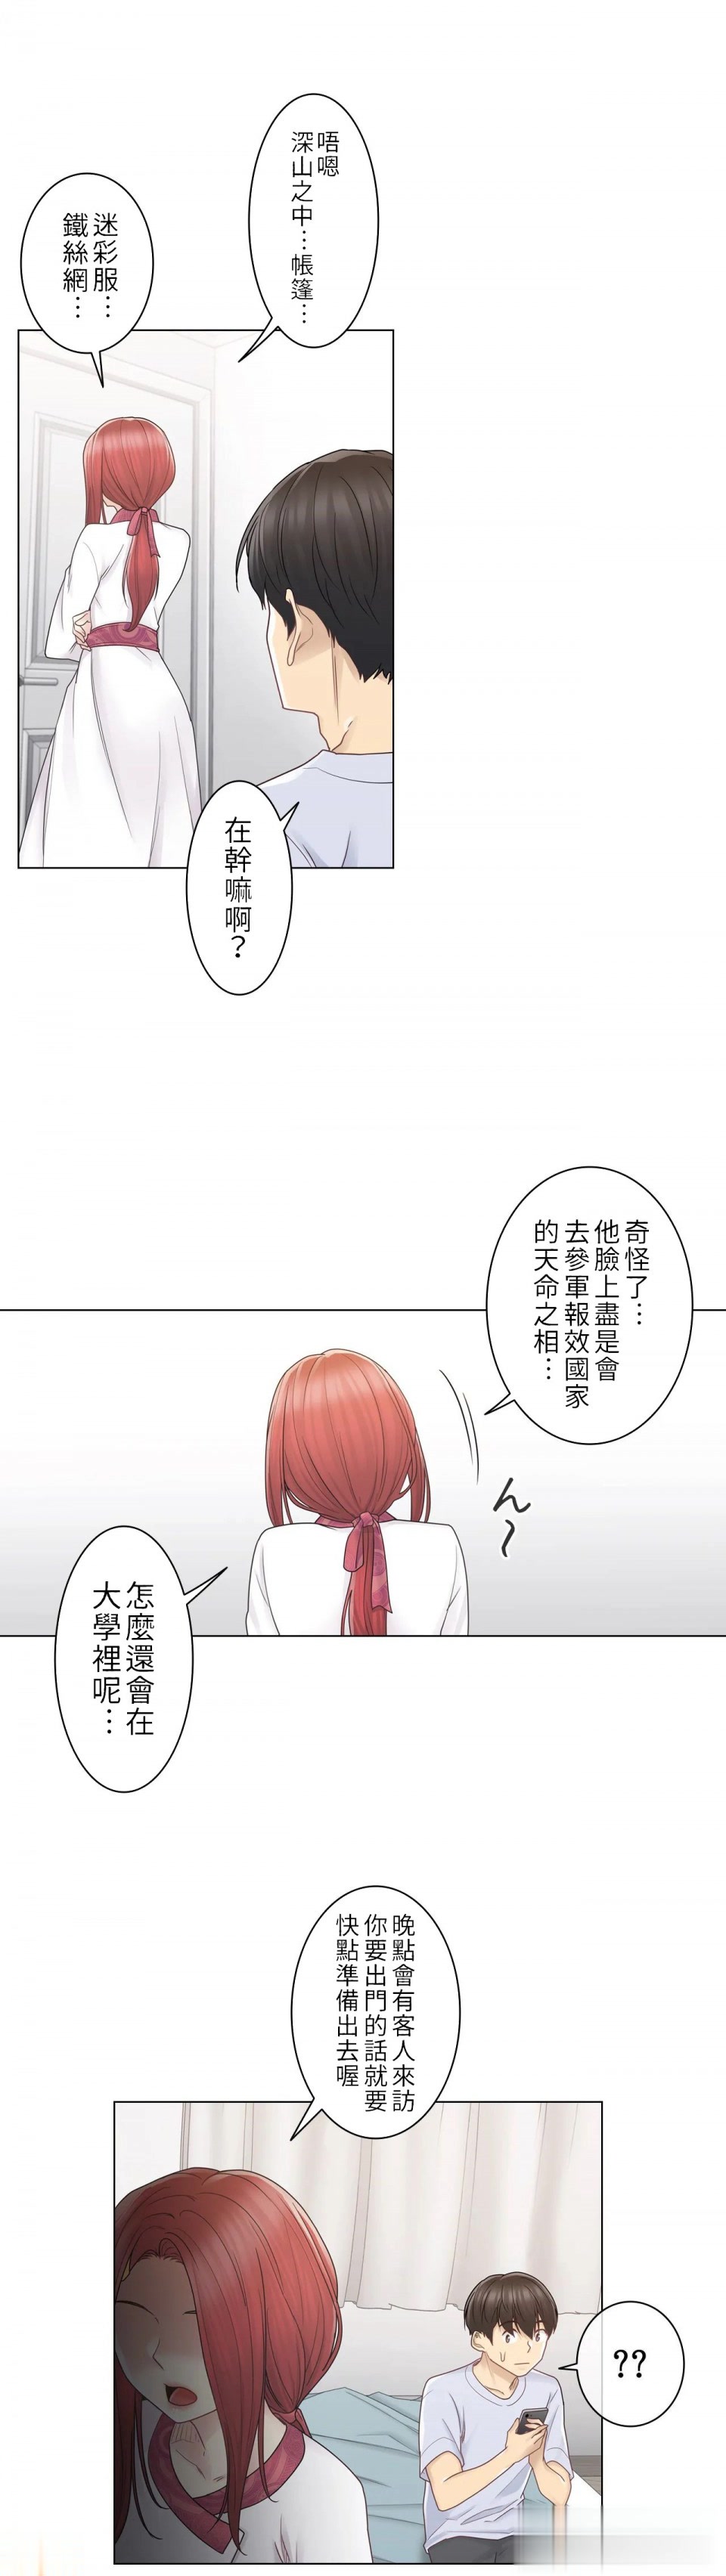 唔嗯
深山之中…帳篷…
迷彩服…
鐵絲網…
在幹嘛啊？
奇怪了…
他臉上盡是會
去參軍報效國家
的天命之相…
ん～
怎麼還會在
大學裡呢…
晚點會有客人來訪
你要出門的話就要
快點準備出去喔
??